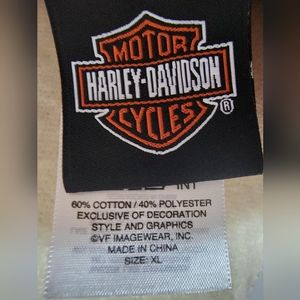 MOTOR
HARLEY-DAVIDSON
CYCLES
®
60% COTTON / 40% POLYESTER
EXCLUSIVE OF DECORATION
STYLE AND GRAPHICS
©VF IMAGEWEAR, INC.
MADE IN CHINA
SIZE: XL